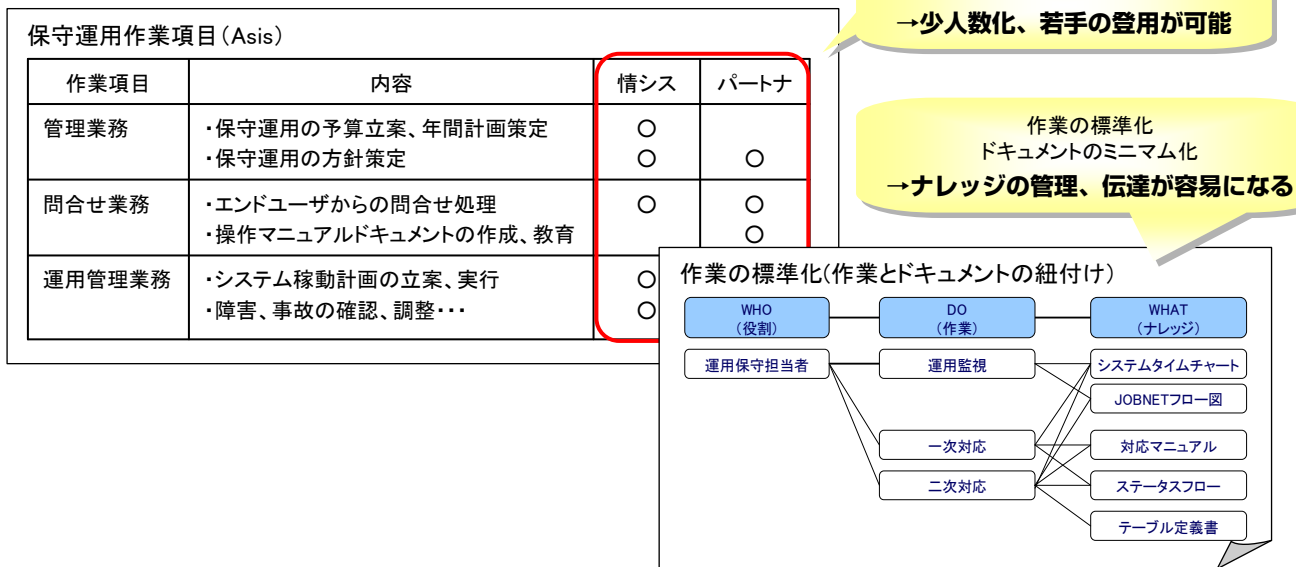 →少人数化、若手の登用が可能
保守運用作業項目(Asis)
作業項目 内容 情シス パートナ
管理業務 ・保守運用の予算立案、年間計画策定 ○
・保守運用の方針策定 ○ ○
問合せ業務 ・エンドユーザからの問合せ処理 ○ ○
・操作マニュアルドキュメントの作成、教育 ○
運用管理業務 ・システム稼動計画の立案、実行 ○
・障害、事故の確認、調整・・・ ○
作業の標準化
ドキュメントのミニマム化
→ナレッジの管理、伝達が容易になる
作業の標準化(作業とドキュメントの紐付け)
WHO
(役割)
DO
(作業)
WHAT
(ナレッジ)
運用保守担当者
運用監視
システムタイムチャート
JOBNETフロー図
一次対応
対応マニュアル
二次対応
ステータスフロー
テーブル定義書